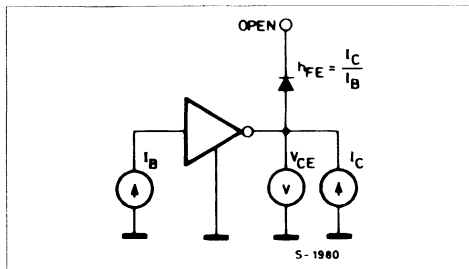 OPEN
hFE = IC
IB
IB
VCE
IC
V
S-1980